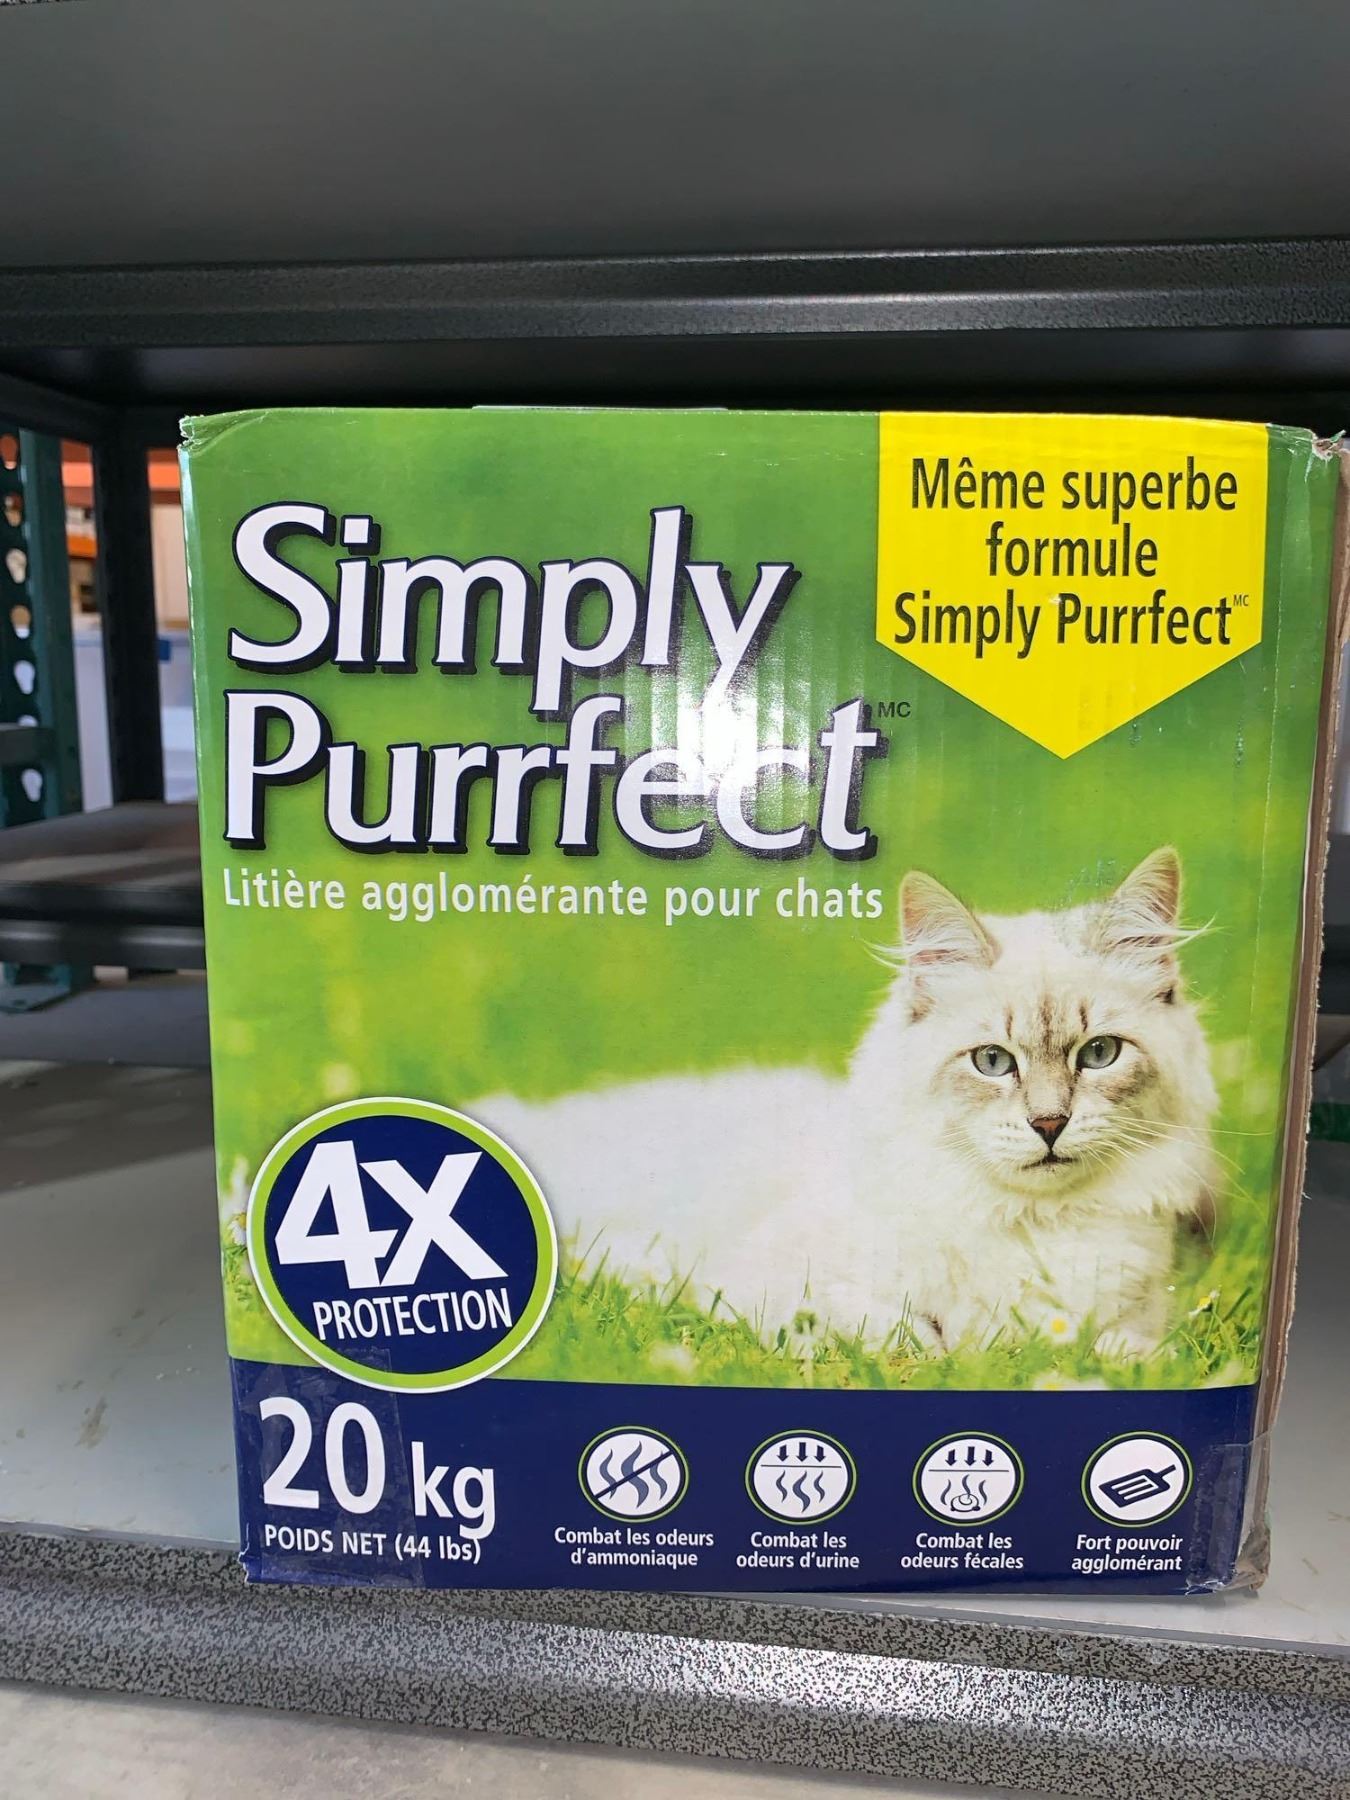 Même superbe
formule
Simply Purrfect MC
Simply
Purrfect MC
Litière agglomérante pour chats
4X
PROTECTION
20 kg
POIDS NET (44 lbs)
Combat les odeurs
d'ammoniaque
Combat les
odeurs d'urine
Combat les
odeurs fécales
Fort pouvoir
agglomérant